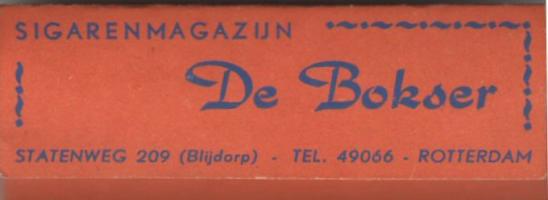 SIGARENMAGAZIJN
De Bokser
STATENWEG 209 (Blijdorp) - TEL. 49066 - ROTTERDAM